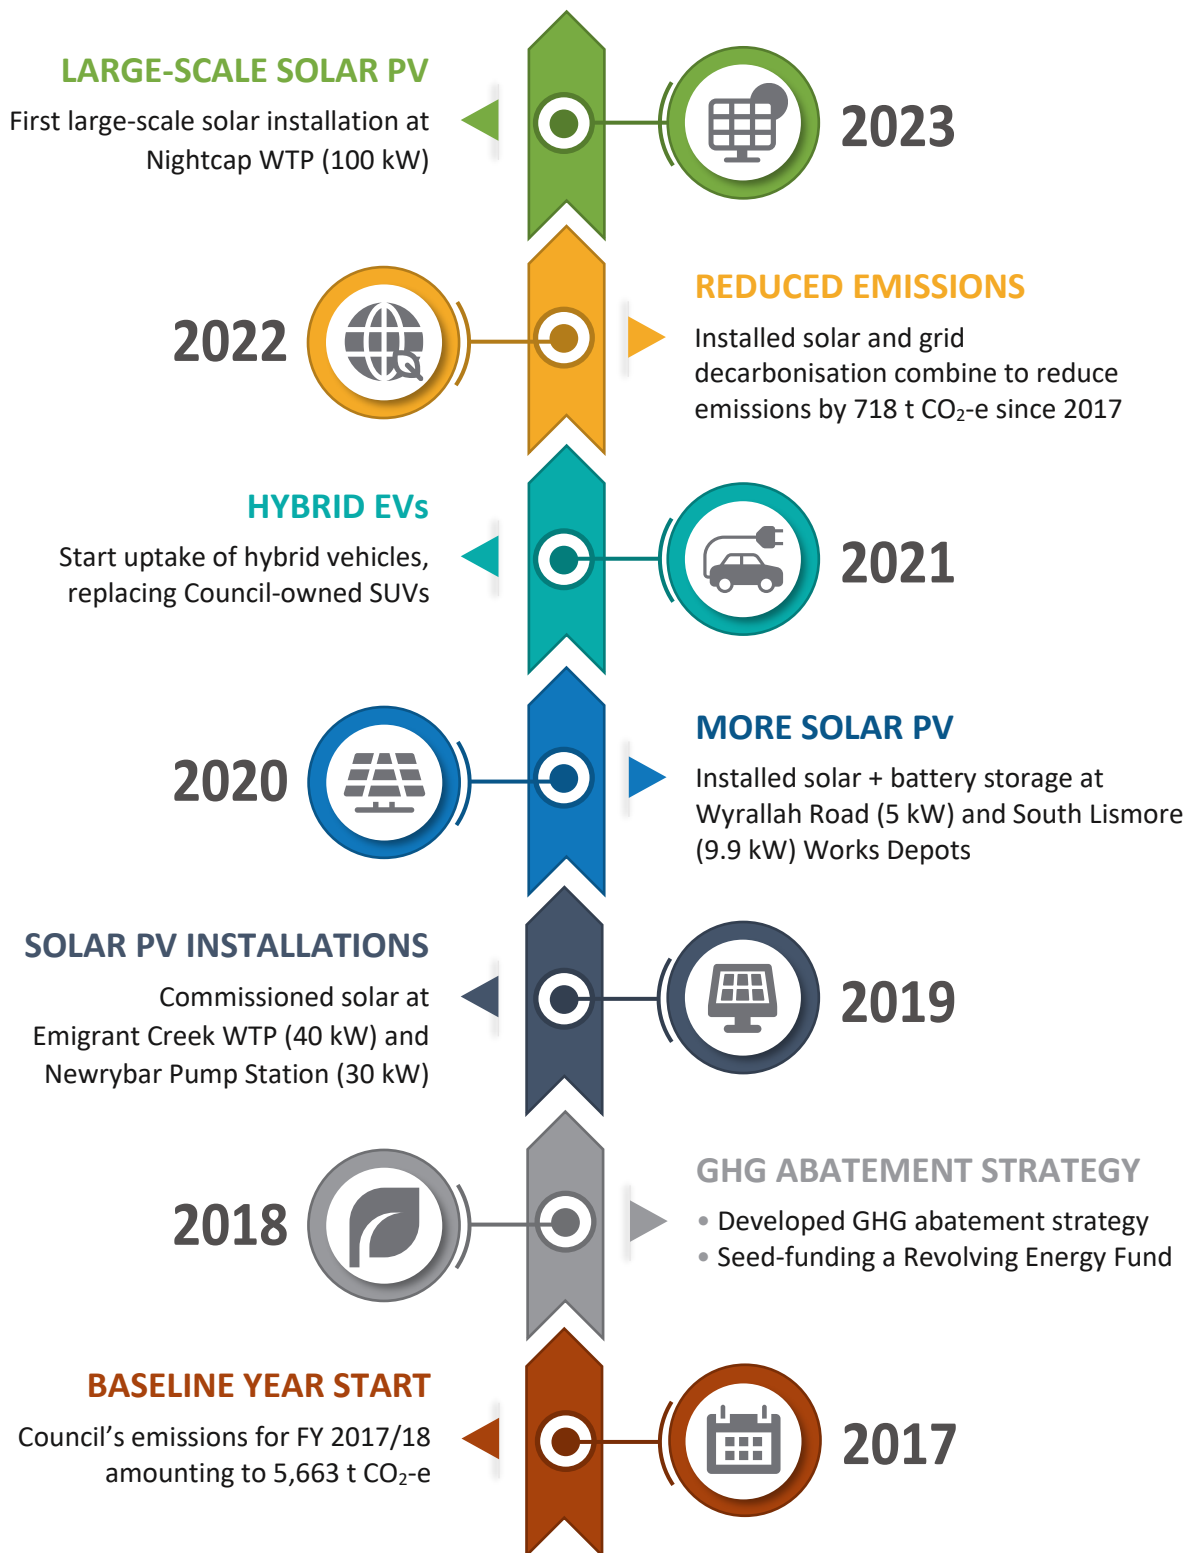 LARGE-SCALE SOLAR PV
First large-scale solar installation at
Nightcap WTP (100 kW)
2023
2022
REDUCED EMISSIONS
Installed solar and grid
decarbonisation combine to reduce
emissions by 718 t CO₂-e since 2017
HYBRID EVs
Start uptake of hybrid vehicles,
replacing Council-owned SUVs
2021
2020
MORE SOLAR PV
Installed solar + battery storage at
Wyrallah Road (5 kW) and South Lismore
(9.9 kW) Works Depots
SOLAR PV INSTALLATIONS
Commissioned solar at
Emigrant Creek WTP (40 kW) and
Newrybar Pump Station (30 kW)
2019
2018
GHG ABATEMENT STRATEGY
• Developed GHG abatement strategy
• Seed-funding a Revolving Energy Fund
BASELINE YEAR START
Council’s emissions for FY 2017/18
amounting to 5,663 t CO₂-e
2017